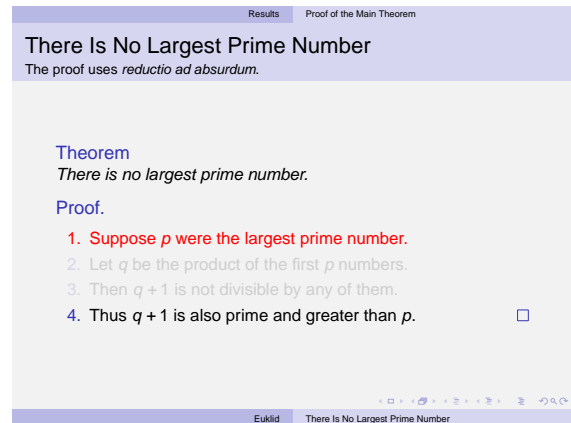 Results Proof of the Main Theorem
There Is No Largest Prime Number
The proof uses reductio ad absurdum.
Theorem
There is no largest prime number.
Proof.
1. Suppose p were the largest prime number.
2. Let q be the product of the first p numbers.
3. Then q + 1 is not divisible by any of them.
4. Thus q + 1 is also prime and greater than p.
Euklid There Is No Largest Prime Number